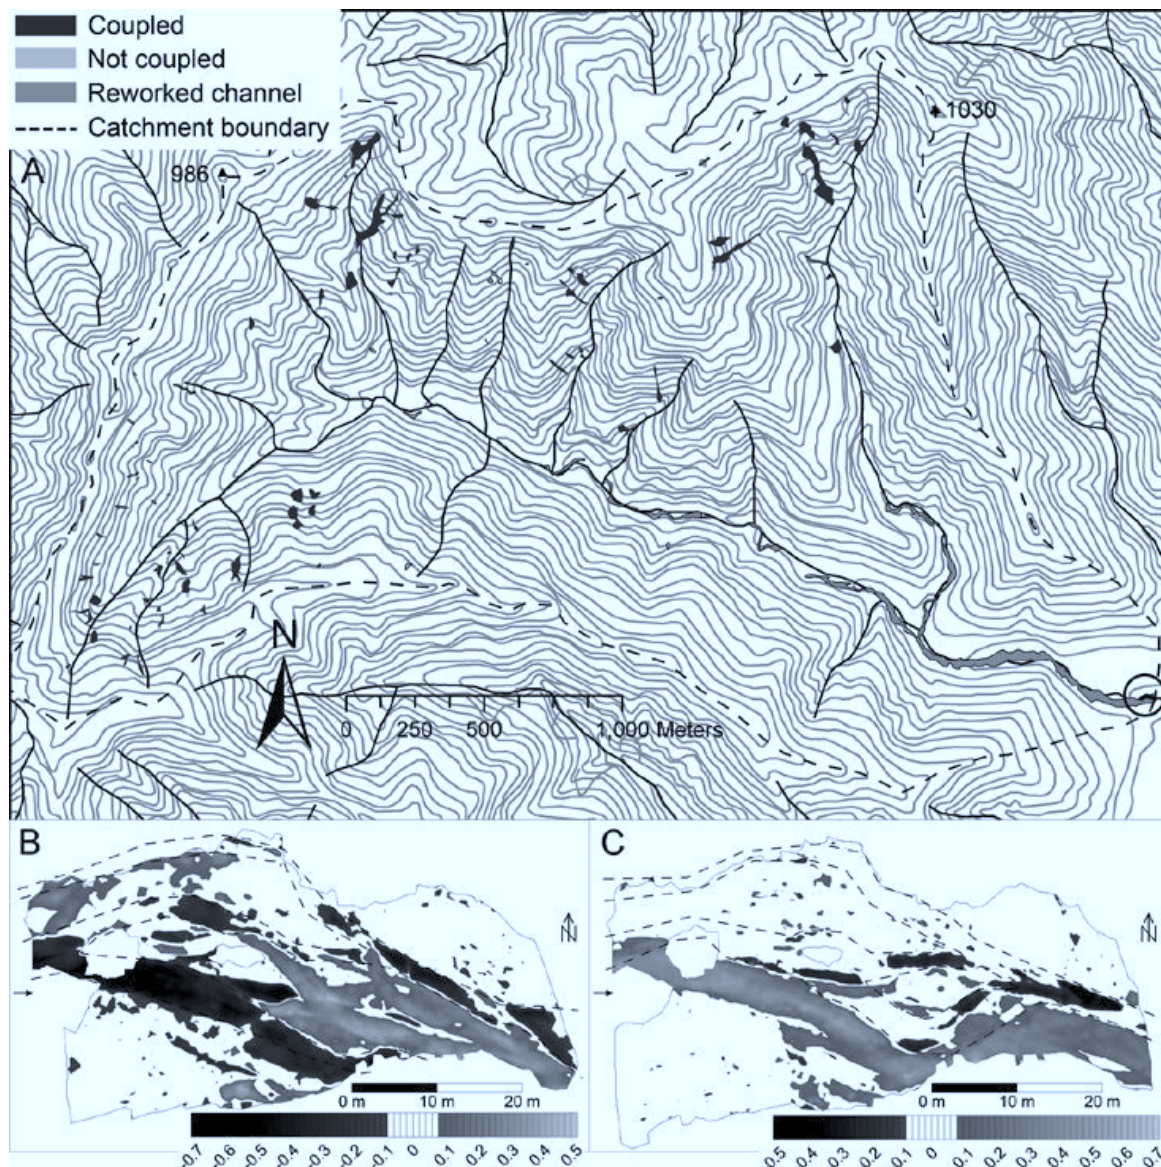 Coupled
Not coupled
Reworked channel
Catchment boundary
A
986
1030
N
0 250 500 1,000 Meters
B
C
N
N
0 m 10 m 20 m
0 m 10 m 20 m
-0.7 -0.6 -0.5 -0.4 -0.3 -0.2 -0.1 0 0.1 0.2 0.3 0.4 0.5
0.5 0.4 0.3 0.2 0.1 0 0.1 0.2 0.3 0.4 0.5 0.6 0.7